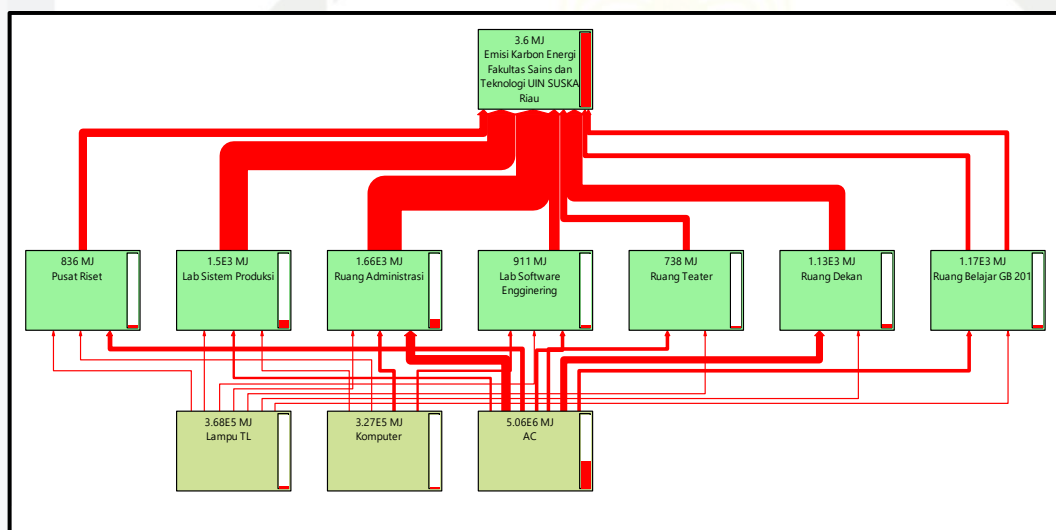 3.6 MJ
Emisi Karbon Energi
Fakultas Sains dan
Teknologi UIN SUSKA
Riau
836 MJ
Pusat Riset
1.5E3 MJ
Lab Sistem Produksi
1.66E3 MJ
Ruang Administrasi
911 MJ
Lab Software
Engginering
738 MJ
Ruang Teater
1.13E3 MJ
Ruang Dekan
1.17E3 MJ
Ruang Belajar GB 201
3.68E5 MJ
Lampu TL
3.27E5 MJ
Komputer
5.06E6 MJ
AC